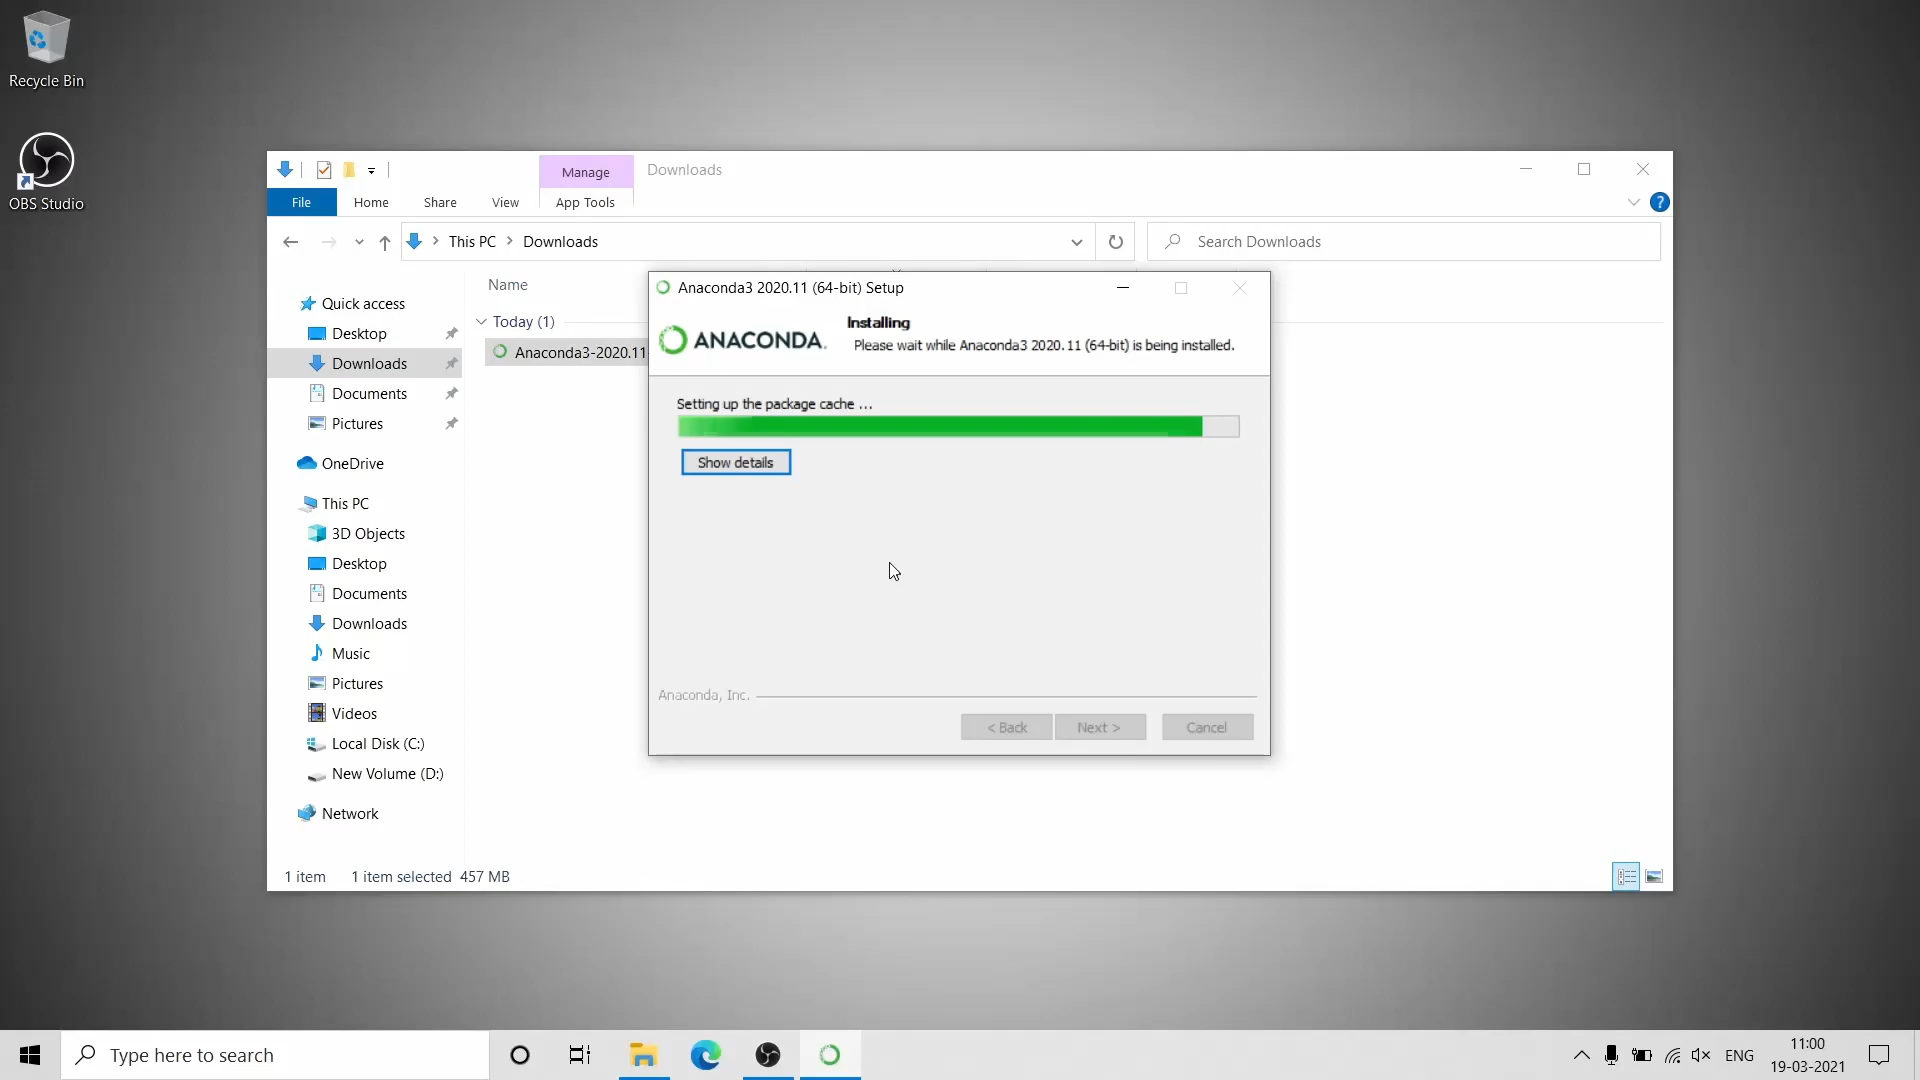 Recycle Bin
OBS Studio
Manage
Downloads
File
Home
Share
View
App Tools
This PC
Downloads
Search Downloads
Quick access
Desktop
Downloads
Documents
Pictures
OneDrive
This PC
3D Objects
Desktop
Documents
Downloads
Music
Pictures
Videos
Local Disk (C:)
New Volume (D:)
Network
Name
Today (1)
Anaconda3-2020.11
Anaconda3 2020.11 (64-bit) Setup
ANACONDA.
Installing
Please wait while Anaconda3 2020.11 (64-bit) is being installed.
Setting up the package cache ...
Show details
Anaconda, Inc.
< Back
Next >
Cancel
1 item
1 item selected 457 MB
Type here to search
ENG
11:00
19-03-2021